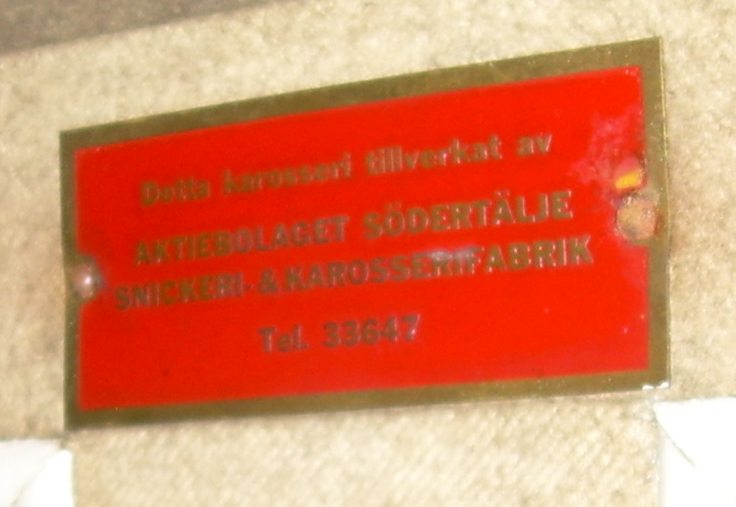 Detta karosseri tillverkat av
AKTIEBOLAGET SÖDERTÄLJE
SNICKERI- & KAROSSERIFABRIK
Tel. 33647